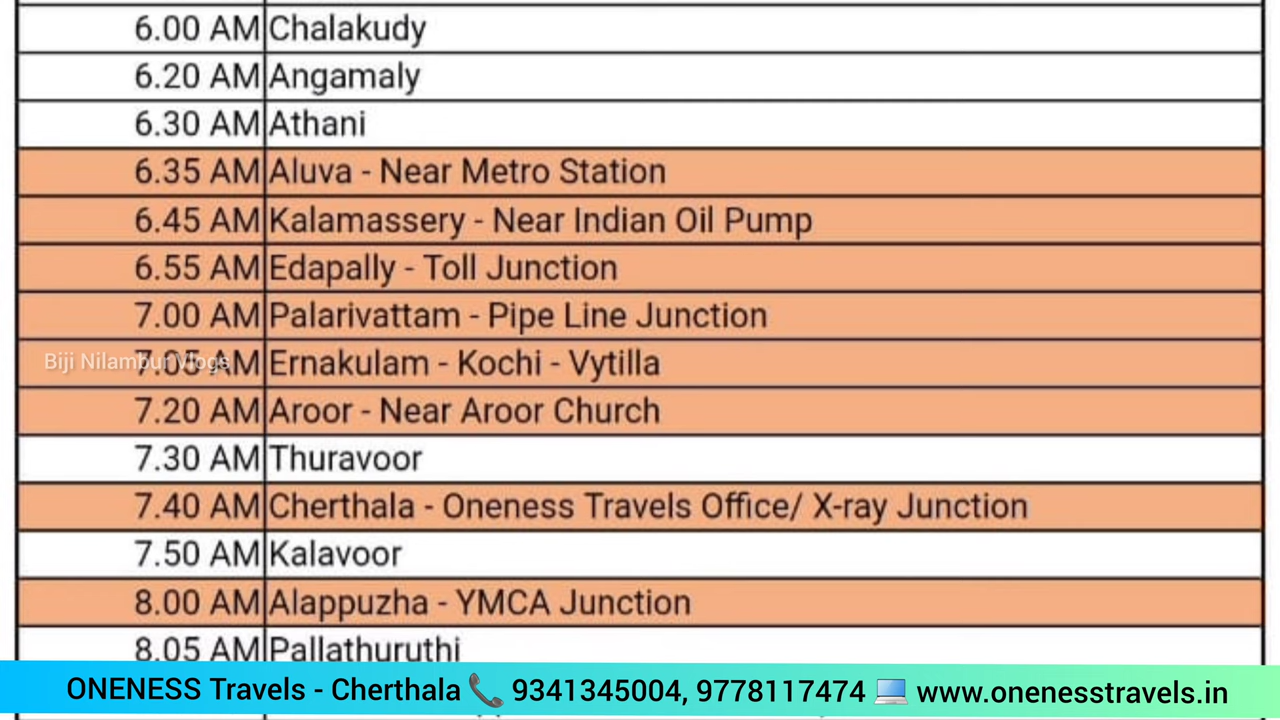 6.00 AM Chalakudy
6.20 AM Angamaly
6.30 AM Athani
6.35 AM Aluva - Near Metro Station
6.45 AM Kalamassery - Near Indian Oil Pump
6.55 AM Edapally - Toll Junction
7.00 AM Palarivattam - Pipe Line Junction
Biji Nilambur Vlogs
7.05 AM Ernakulam - Kochi - Vytilla
7.20 AM Aroor - Near Aroor Church
7.30 AM Thuravoor
7.40 AM Cherthala - Oneness Travels Office/ X-ray Junction
7.50 AM Kalavoor
8.00 AM Alappuzha - YMCA Junction
8.05 AM Pallathuruthi
ONENESS Travels - Cherthala 📞 9341345004, 9778117474 💻 www.onenesstravels.in